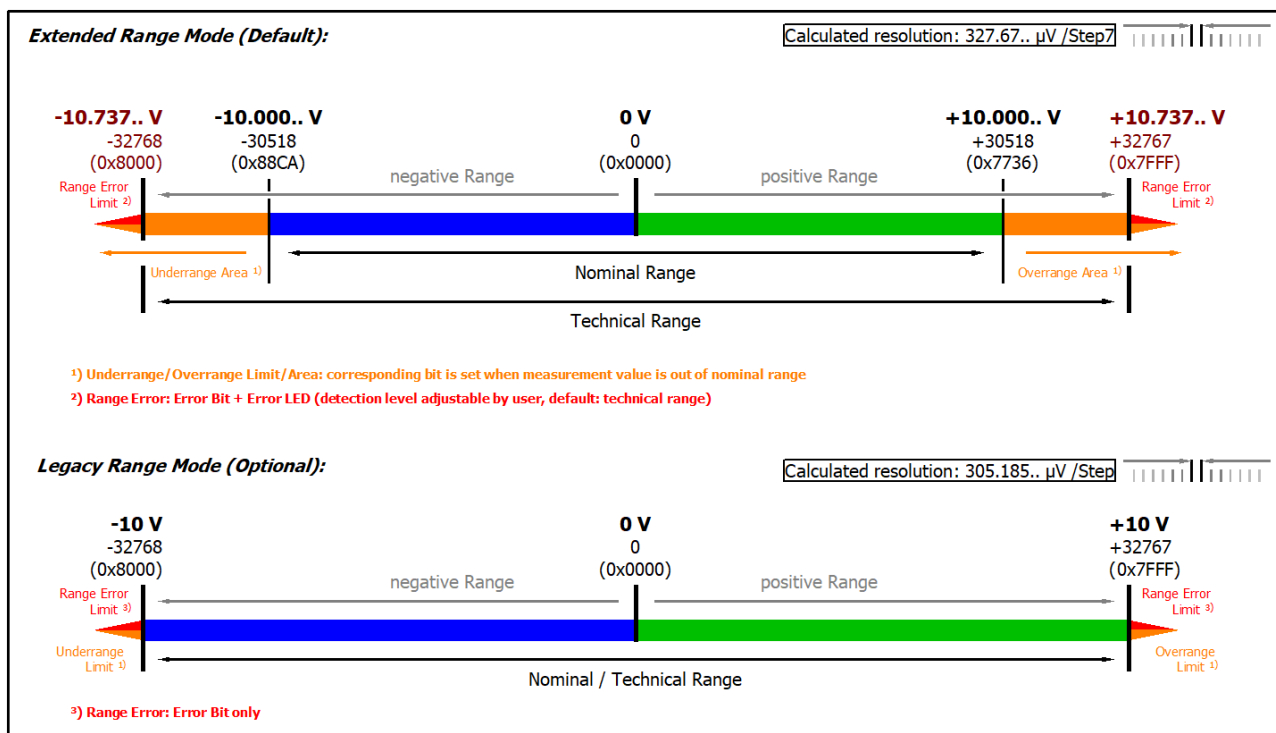 Extended Range Mode (Default):
Calculated resolution: 327.67.. µV /Step7
-10.737.. V
-10.000.. V
0 V
+10.000.. V
+10.737.. V
-32768
-30518
0
+30518
+32767
(0x8000)
(0x88CA)
(0x0000)
(0x7736)
(0x7FFF)
Range Error
Limit ²⁾
negative Range
positive Range
Range Error
Limit ²⁾
Underrange Area ¹⁾
Nominal Range
Overrange Area ¹⁾
Technical Range
¹) Underrange/Overrange Limit/Area: corresponding bit is set when measurement value is out of nominal range
²) Range Error: Error Bit + Error LED (detection level adjustable by user, default: technical range)
Legacy Range Mode (Optional):
Calculated resolution: 305.185.. µV /Step
-10 V
0 V
+10 V
-32768
0
+32767
(0x8000)
(0x0000)
(0x7FFF)
Range Error
Limit ³⁾
negative Range
positive Range
Range Error
Limit ³⁾
Underrange
Limit ¹⁾
Nominal / Technical Range
Overrange
Limit ¹⁾
³) Range Error: Error Bit only